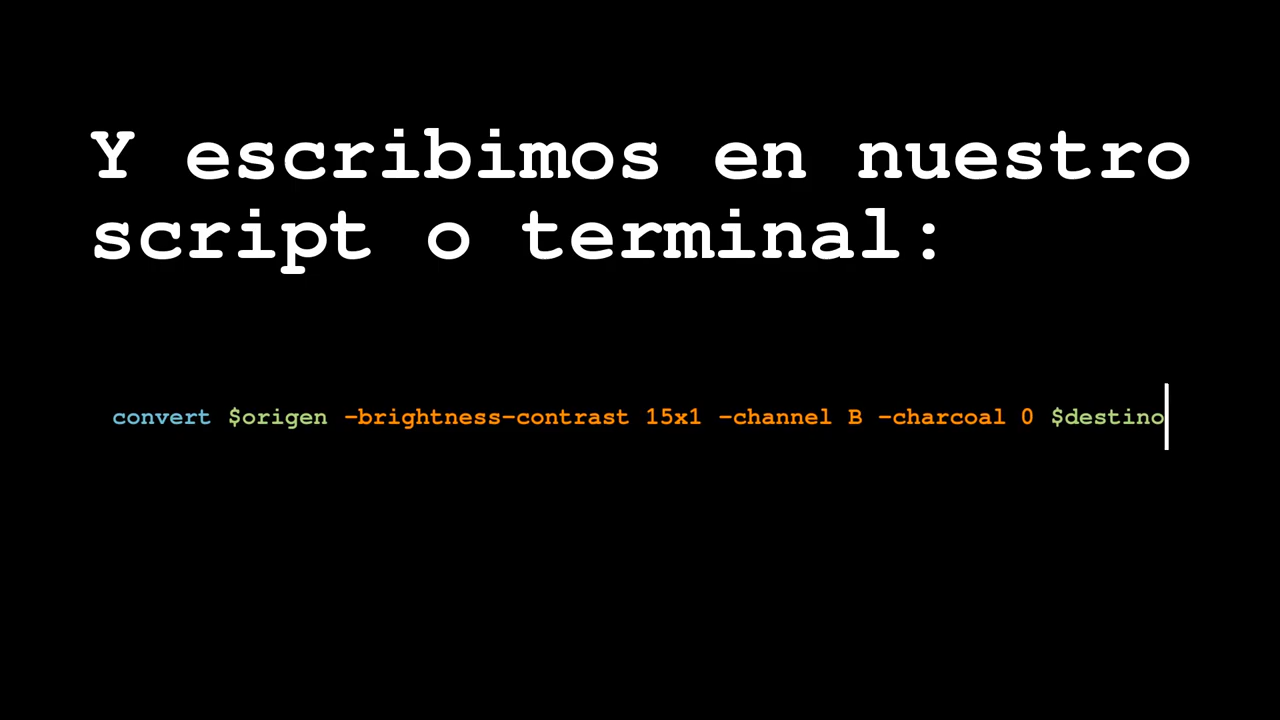 Y escribimos en nuestro
script o terminal:
convert $origen -brightness-contrast 15x1 -channel B -charcoal 0 $destino